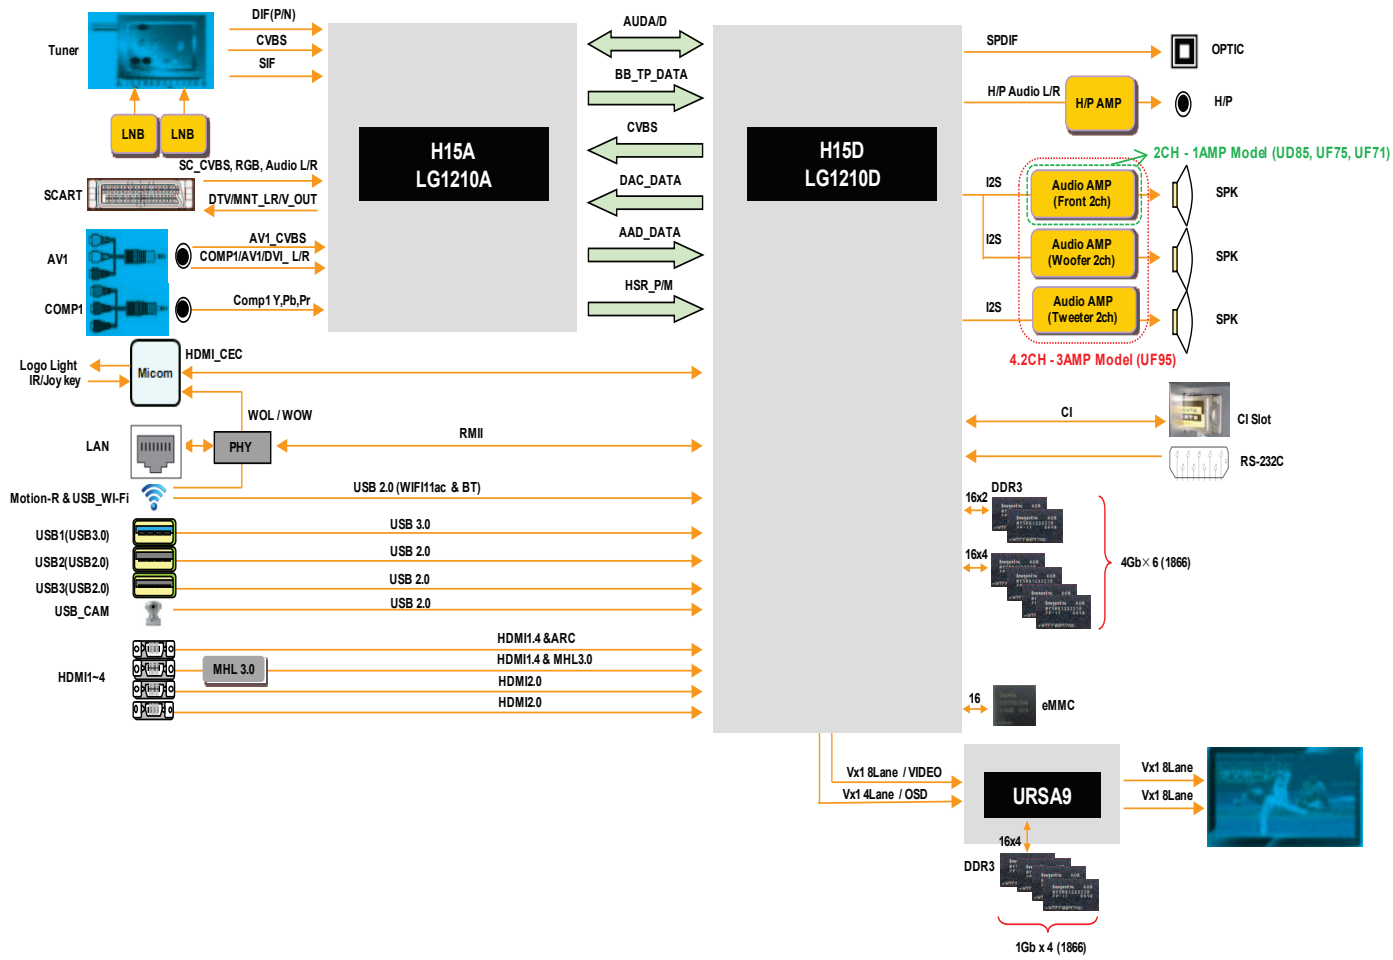 Tuner
DIF(P/N)
CVBS
SIF
LNB
LNB
SCART
SC_CVBS, RGB, Audio L/R
DTV/MNT_LR/V_OUT
AV1
AV1_CVBS
COMP1/AV1/DVI_ L/R
COMP1
Comp1 Y,Pb,Pr
H15A
LG1210A
AUDA/D
BB_TP_DATA
CVBS
DAC_DATA
AAD_DATA
HSR_P/M
H15D
LG1210D
SPDIF
OPTIC
H/P Audio L/R
H/P AMP
H/P
2CH - 1AMP Model (UD85, UF75, UF71)
I2S
Audio AMP
(Front 2ch)
SPK
I2S
Audio AMP
(Woofer 2ch)
SPK
I2S
Audio AMP
(Tweeter 2ch)
SPK
4.2CH - 3AMP Model (UF95)
Logo Light
IR/Joy key
Micom
HDMI_CEC
WOL / WOW
LAN
PHY
RMII
Motion-R & USB_WI-Fi
USB 2.0 (WIFI11ac & BT)
USB1(USB3.0)
USB 3.0
USB2(USB2.0)
USB 2.0
USB3(USB2.0)
USB 2.0
USB_CAM
USB 2.0
HDMI1~4
MHL 3.0
HDMI1.4 &ARC
HDMI1.4 & MHL3.0
HDMI2.0
HDMI2.0
CI
CI Slot
RS-232C
DDR3
16x2
16x4
4Gb× 6 (1866)
16
eMMC
Vx1 8Lane / VIDEO
Vx1 4Lane / OSD
URSA9
Vx1 8Lane
Vx1 8Lane
16x4
DDR3
1Gb x 4 (1866)